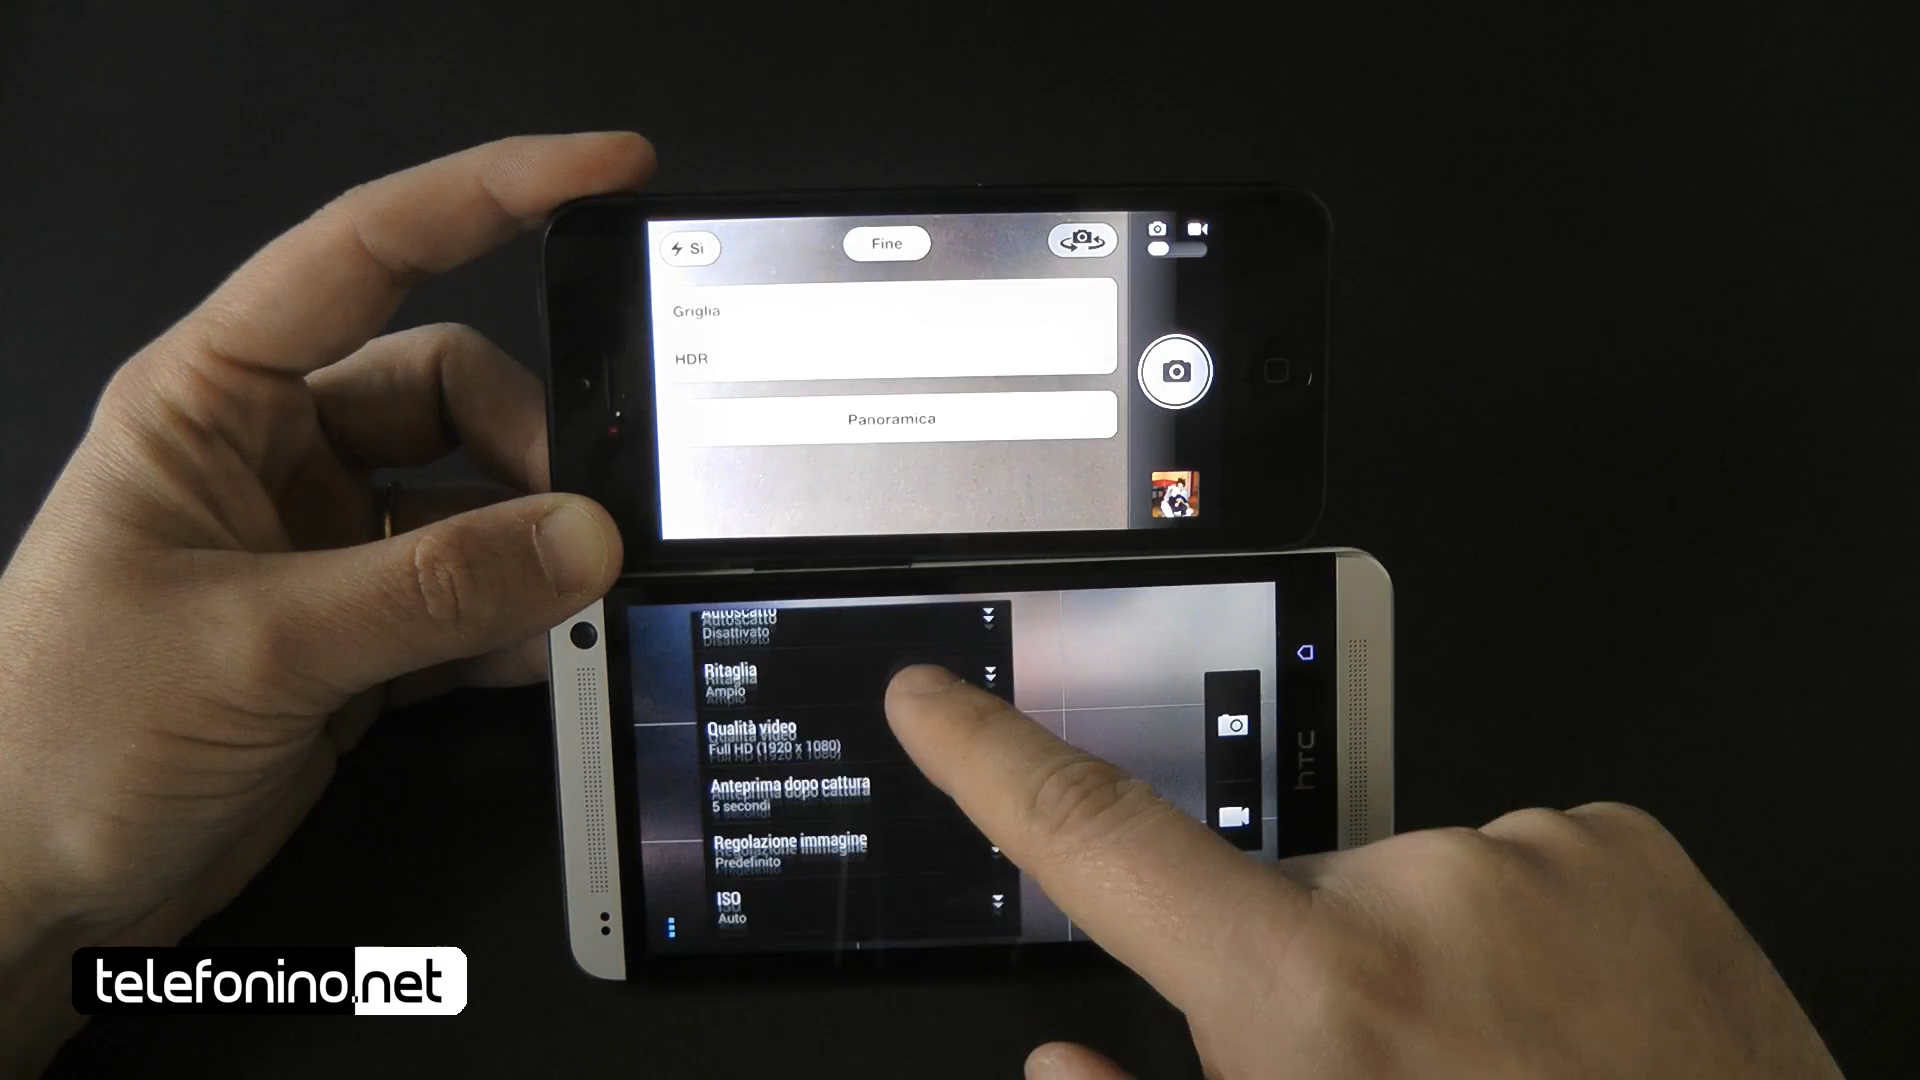 Sì
Fine
Griglia
HDR
Panoramica
Autoscatto
Disattivato
Ritaglia
Ampio
Qualità video
Full HD (1920 x 1080)
Anteprima dopo cattura
5 secondi
Regolazione immagine
Predefinito
ISO
Auto
hTC
telefonino.net